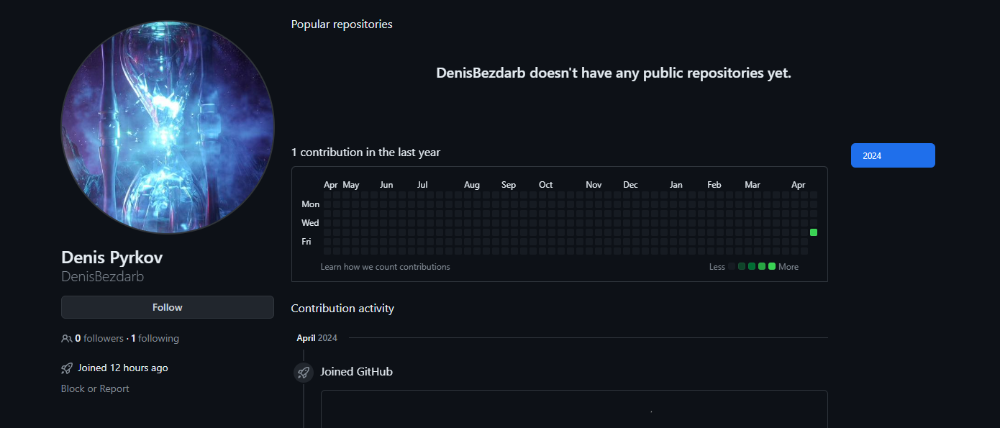 Popular repositories
DenisBezdarb doesn't have any public repositories yet.
1 contribution in the last year
2024
Apr May Jun Jul Aug Sep Oct Nov Dec Jan Feb Mar Apr
Mon
Wed
Fri
Learn how we count contributions
Less More
Denis Pyrkov
DenisBezdarb
Follow
0 followers · 1 following
Joined 12 hours ago
Block or Report
Contribution activity
April 2024
Joined GitHub